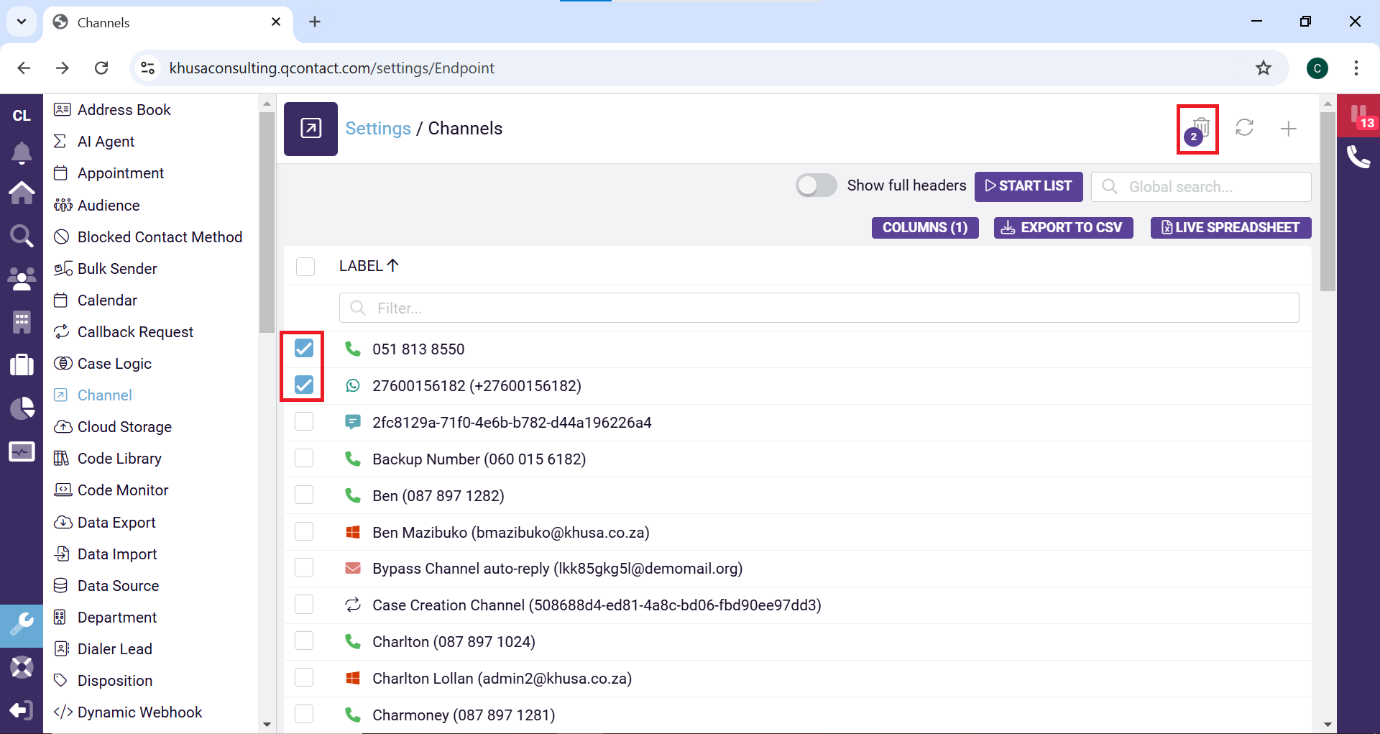 Channels
khusaconsulting.qcontact.com/settings/Endpoint
C
CL
Address Book
AI Agent
Appointment
Audience
Blocked Contact Method
Bulk Sender
Calendar
Callback Request
Case Logic
Channel
Cloud Storage
Code Library
Code Monitor
Data Export
Data Import
Data Source
Department
Dialer Lead
Disposition
Dynamic Webhook
Settings / Channels
2
13
Show full headers
START LIST
Global search...
COLUMNS (1)
EXPORT TO CSV
LIVE SPREADSHEET
LABEL
Filter...
051 813 8550
27600156182 (+27600156182)
2fc8129a-71f0-4e6b-b782-d44a196226a4
Backup Number (060 015 6182)
Ben (087 897 1282)
Ben Mazibuko (bmazibuko@khusa.co.za)
Bypass Channel auto-reply (lkk85gkg5l@demomail.org)
Case Creation Channel (508688d4-ed81-4a8c-bd06-fbd90ee97dd3)
Charlton (087 897 1024)
Charlton Lollan (admin2@khusa.co.za)
Charmoney (087 897 1281)